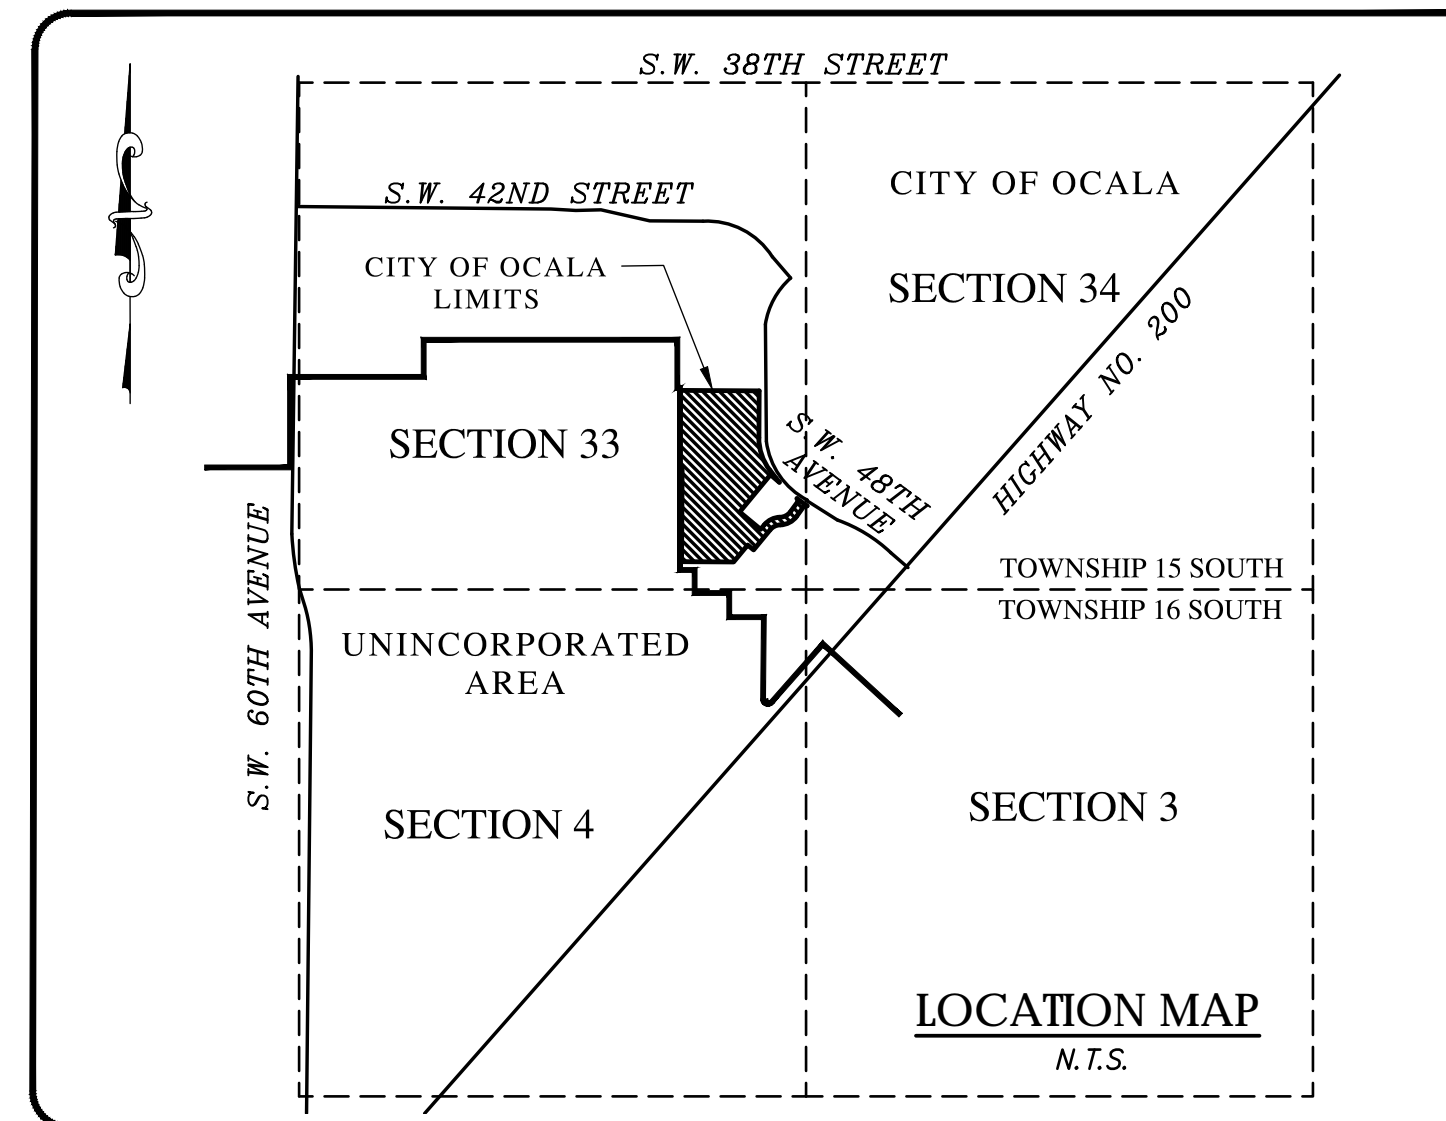 S.W. 38TH STREET
CITY OF OCALA
S.W. 42ND STREET
CITY OF OCALA
LIMITS
SECTION 34
HIGHWAY NO. 200
SECTION 33
S.W. 48TH
AVENUE
S.W. 60TH AVENUE
TOWNSHIP 15 SOUTH
TOWNSHIP 16 SOUTH
UNINCORPORATED
AREA
SECTION 4
SECTION 3
LOCATION MAP
N.T.S.